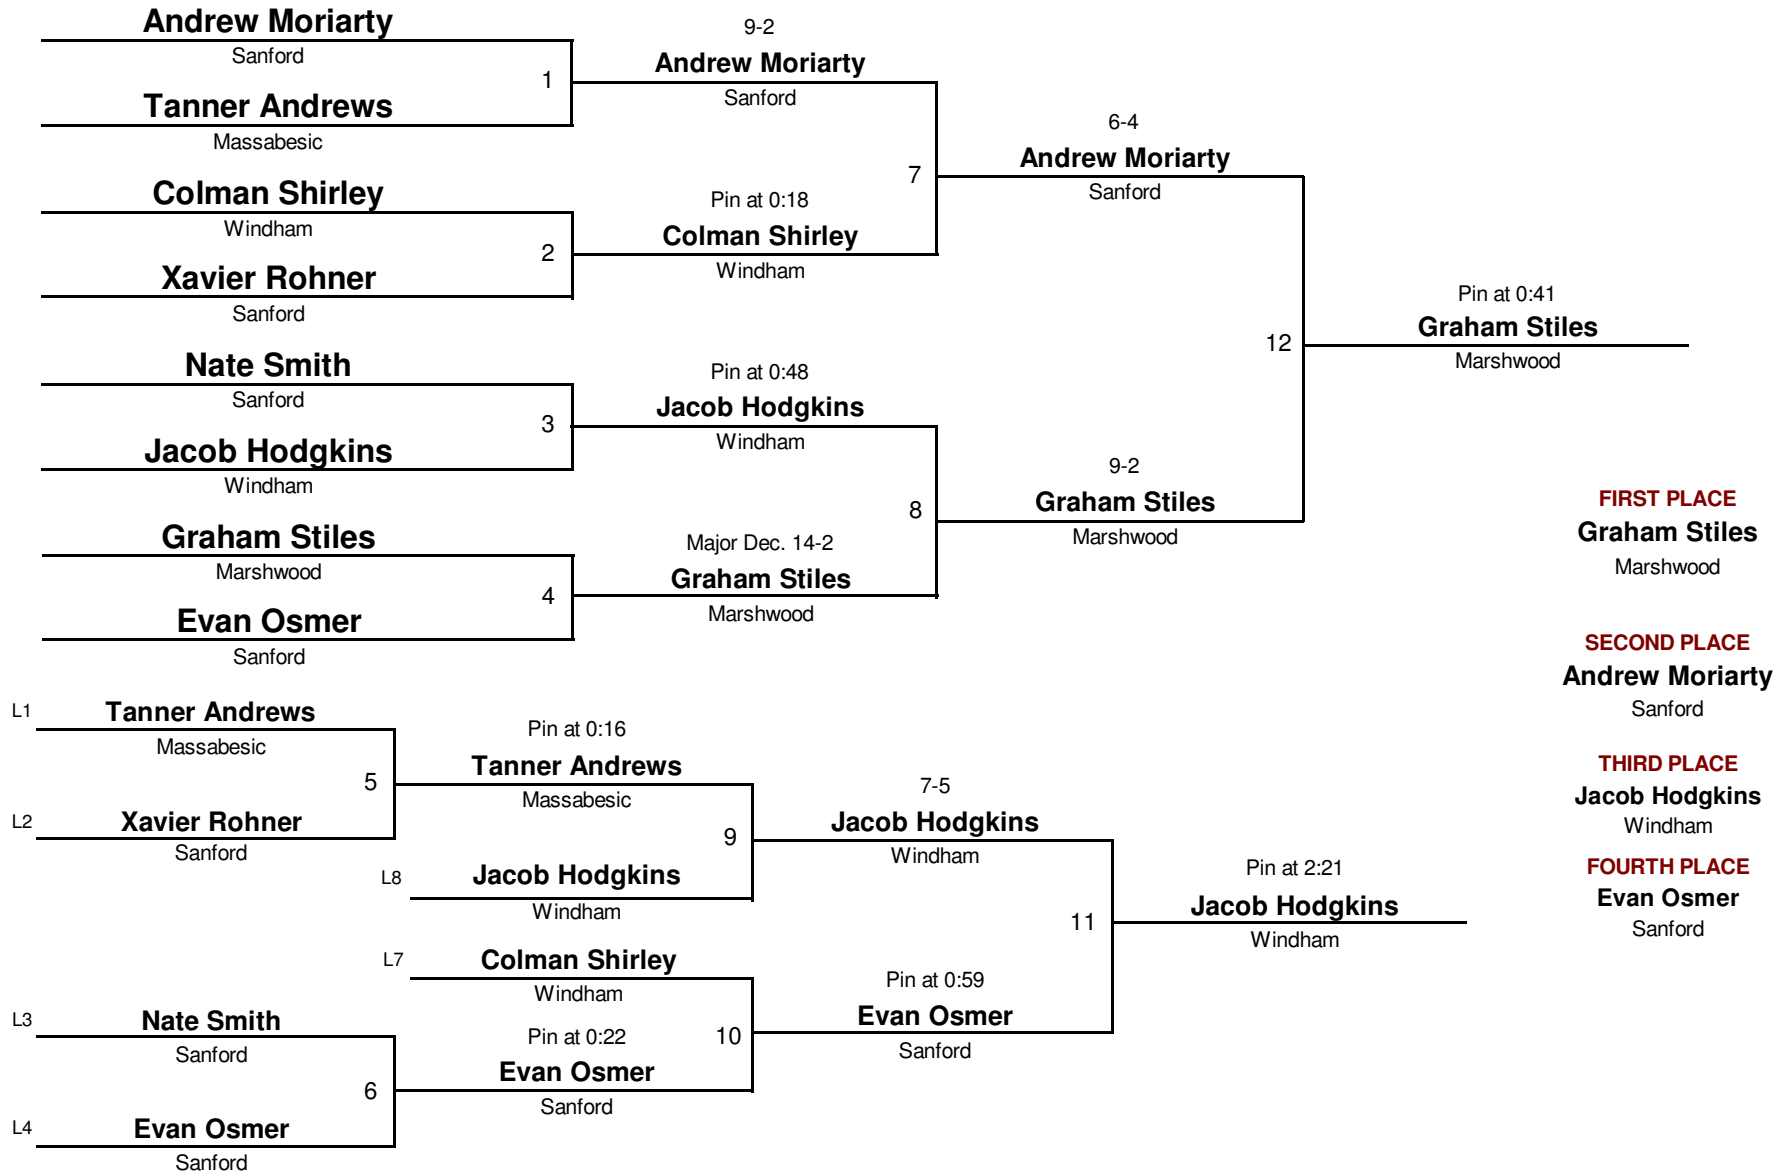 Andrew Moriarty
Sanford
1
Tanner Andrews
Massabesic
Colman Shirley
Windham
2
Xavier Rohner
Sanford
Nate Smith
Sanford
3
Jacob Hodgkins
Windham
Graham Stiles
Marshwood
4
Evan Osmer
Sanford
9-2
Andrew Moriarty
Sanford
7
Pin at 0:18
Colman Shirley
Windham
Pin at 0:48
Jacob Hodgkins
Windham
8
Major Dec. 14-2
Graham Stiles
Marshwood
6-4
Andrew Moriarty
Sanford
12
9-2
Graham Stiles
Marshwood
Pin at 0:41
Graham Stiles
Marshwood
L1 Tanner Andrews
Massabesic
5
L2 Xavier Rohner
Sanford
L3 Nate Smith
Sanford
6
L4 Evan Osmer
Sanford
Pin at 0:16
Tanner Andrews
Massabesic
9
L8 Jacob Hodgkins
Windham
L7 Colman Shirley
Windham
10
Pin at 0:22
Evan Osmer
Sanford
7-5
Jacob Hodgkins
Windham
11
Pin at 0:59
Evan Osmer
Sanford
Pin at 2:21
Jacob Hodgkins
Windham
FIRST PLACE
Graham Stiles
Marshwood
SECOND PLACE
Andrew Moriarty
Sanford
THIRD PLACE
Jacob Hodgkins
Windham
FOURTH PLACE
Evan Osmer
Sanford